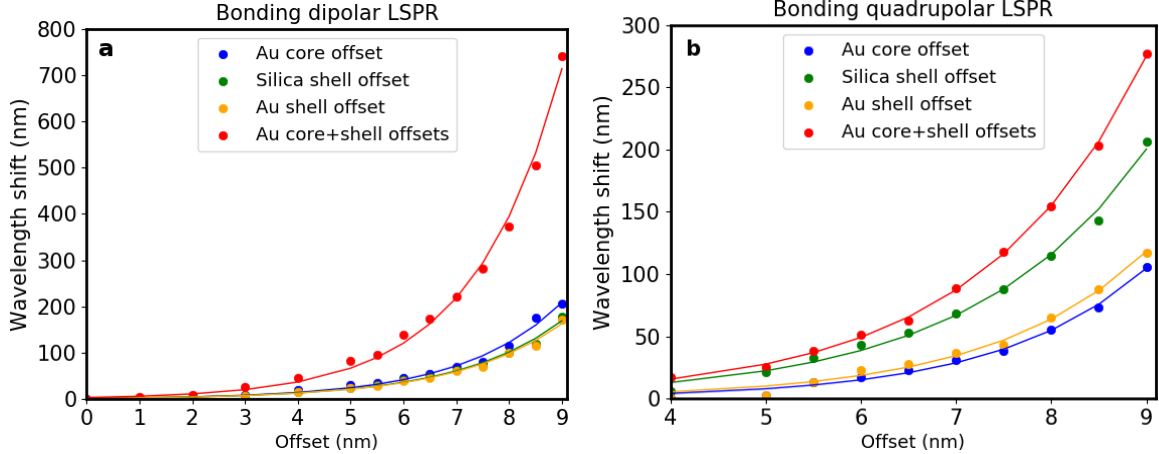 Bonding dipolar LSPR
a
Au core offset
Silica shell offset
Au shell offset
Au core+shell offsets
Wavelength shift (nm)
800
700
600
500
400
300
200
100
0
0 1 2 3 4 5 6 7 8 9
Offset (nm)
Bonding quadrupolar LSPR
b
Au core offset
Silica shell offset
Au shell offset
Au core+shell offsets
Wavelength shift (nm)
300
250
200
150
100
50
0
4 5 6 7 8 9
Offset (nm)